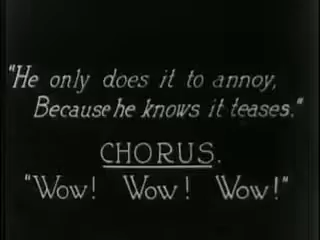 "He only does it to annoy,
Because he knows it teases."
CHORUS.
"Wow! Wow! Wow!"